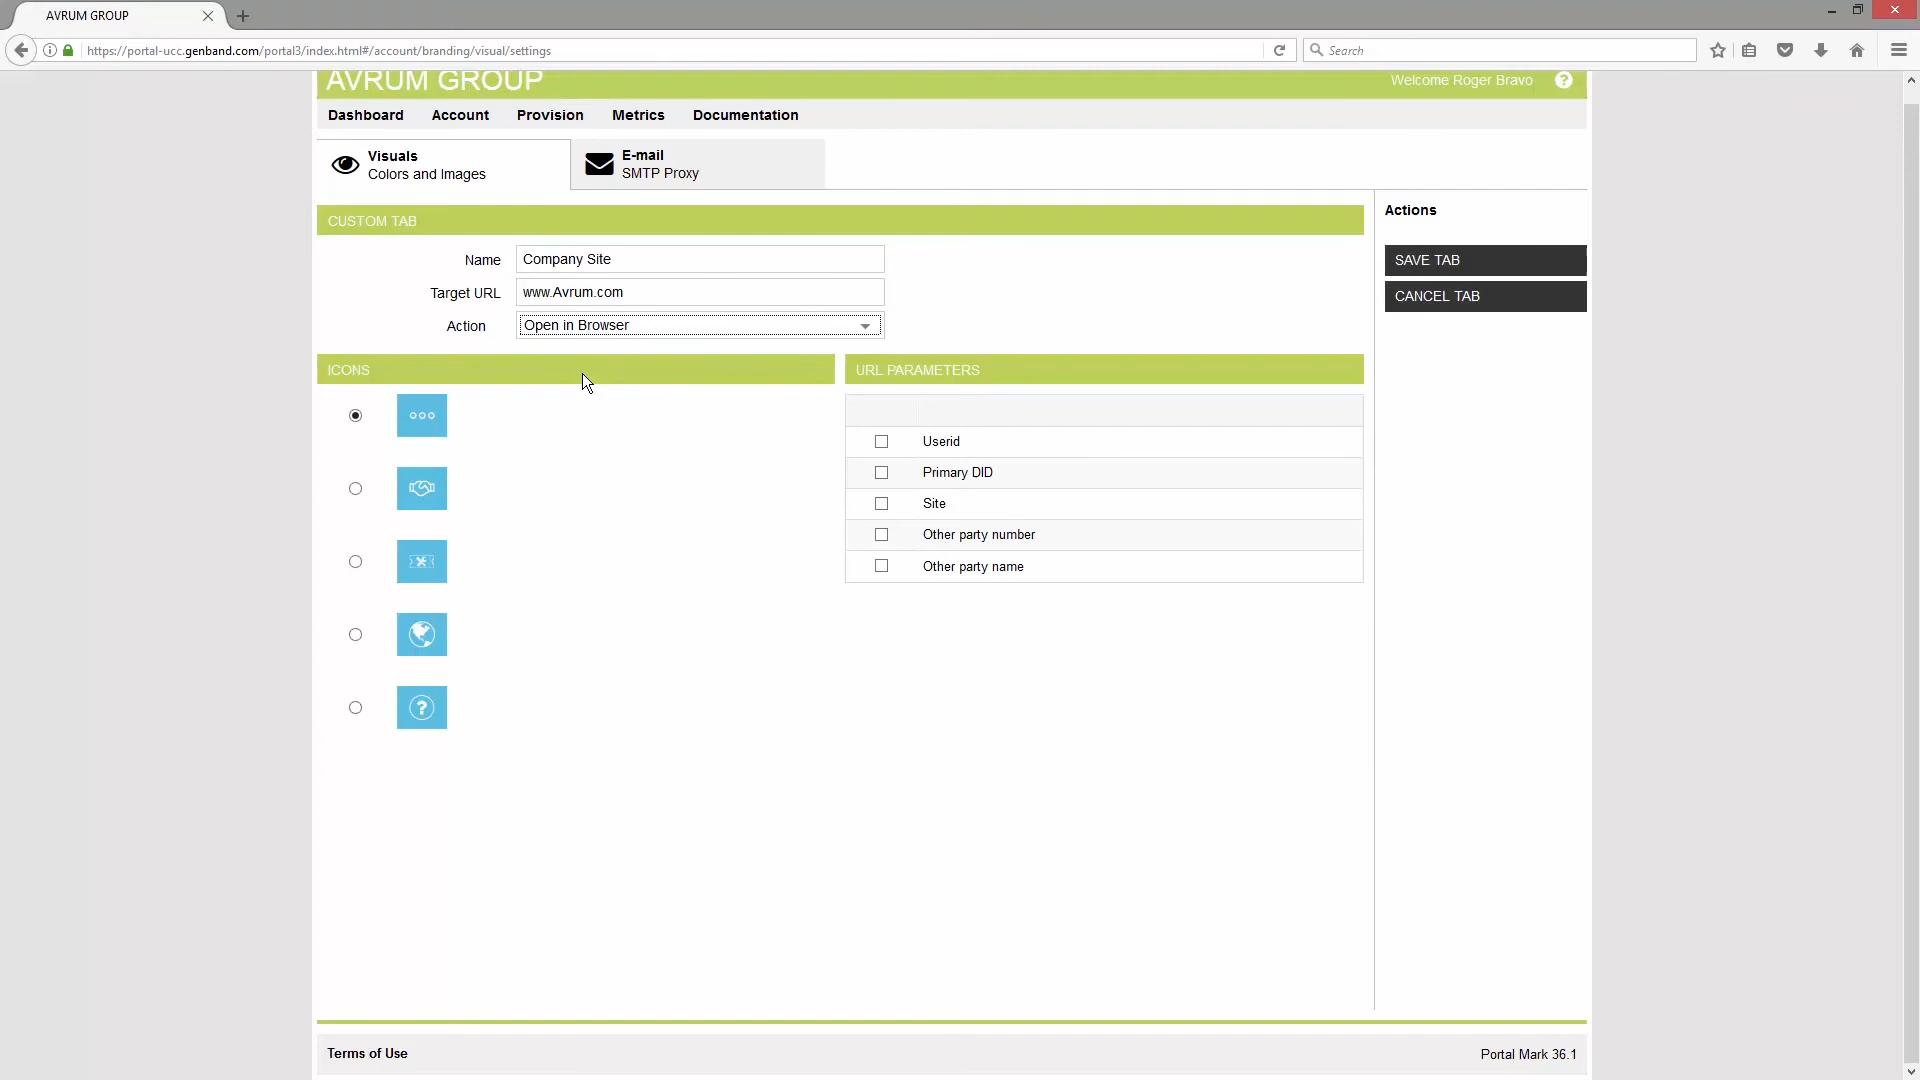 AVRUM GROUP
https://portal-ucc.genband.com/portal3/index.html#/account/branding/visual/settings
Search
AVRUM GROUP
Welcome Roger Bravo
?
Dashboard
Account
Provision
Metrics
Documentation
Visuals
Colors and Images
E-mail
SMTP Proxy
CUSTOM TAB
Name
Company Site
Target URL
www.Avrum.com
Action
Open in Browser
Actions
SAVE TAB
CANCEL TAB
ICONS
?
URL PARAMETERS
Userid
Primary DID
Site
Other party number
Other party name
Terms of Use
Portal Mark 36.1